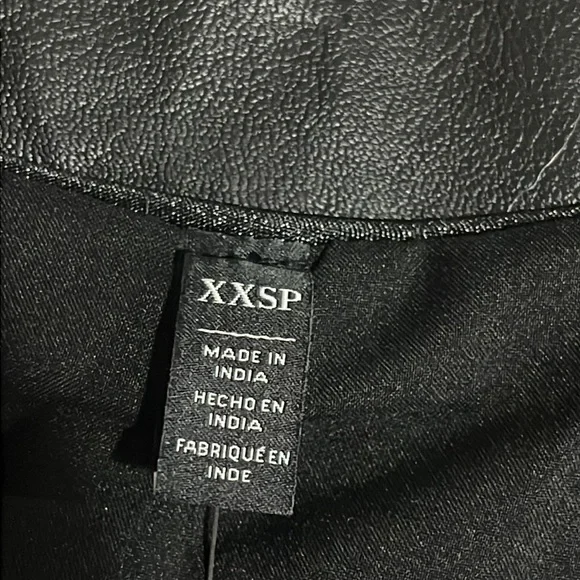 XXSP
MADE IN
INDIA
HECHO EN
INDIA
FABRIQUÉ EN
INDE